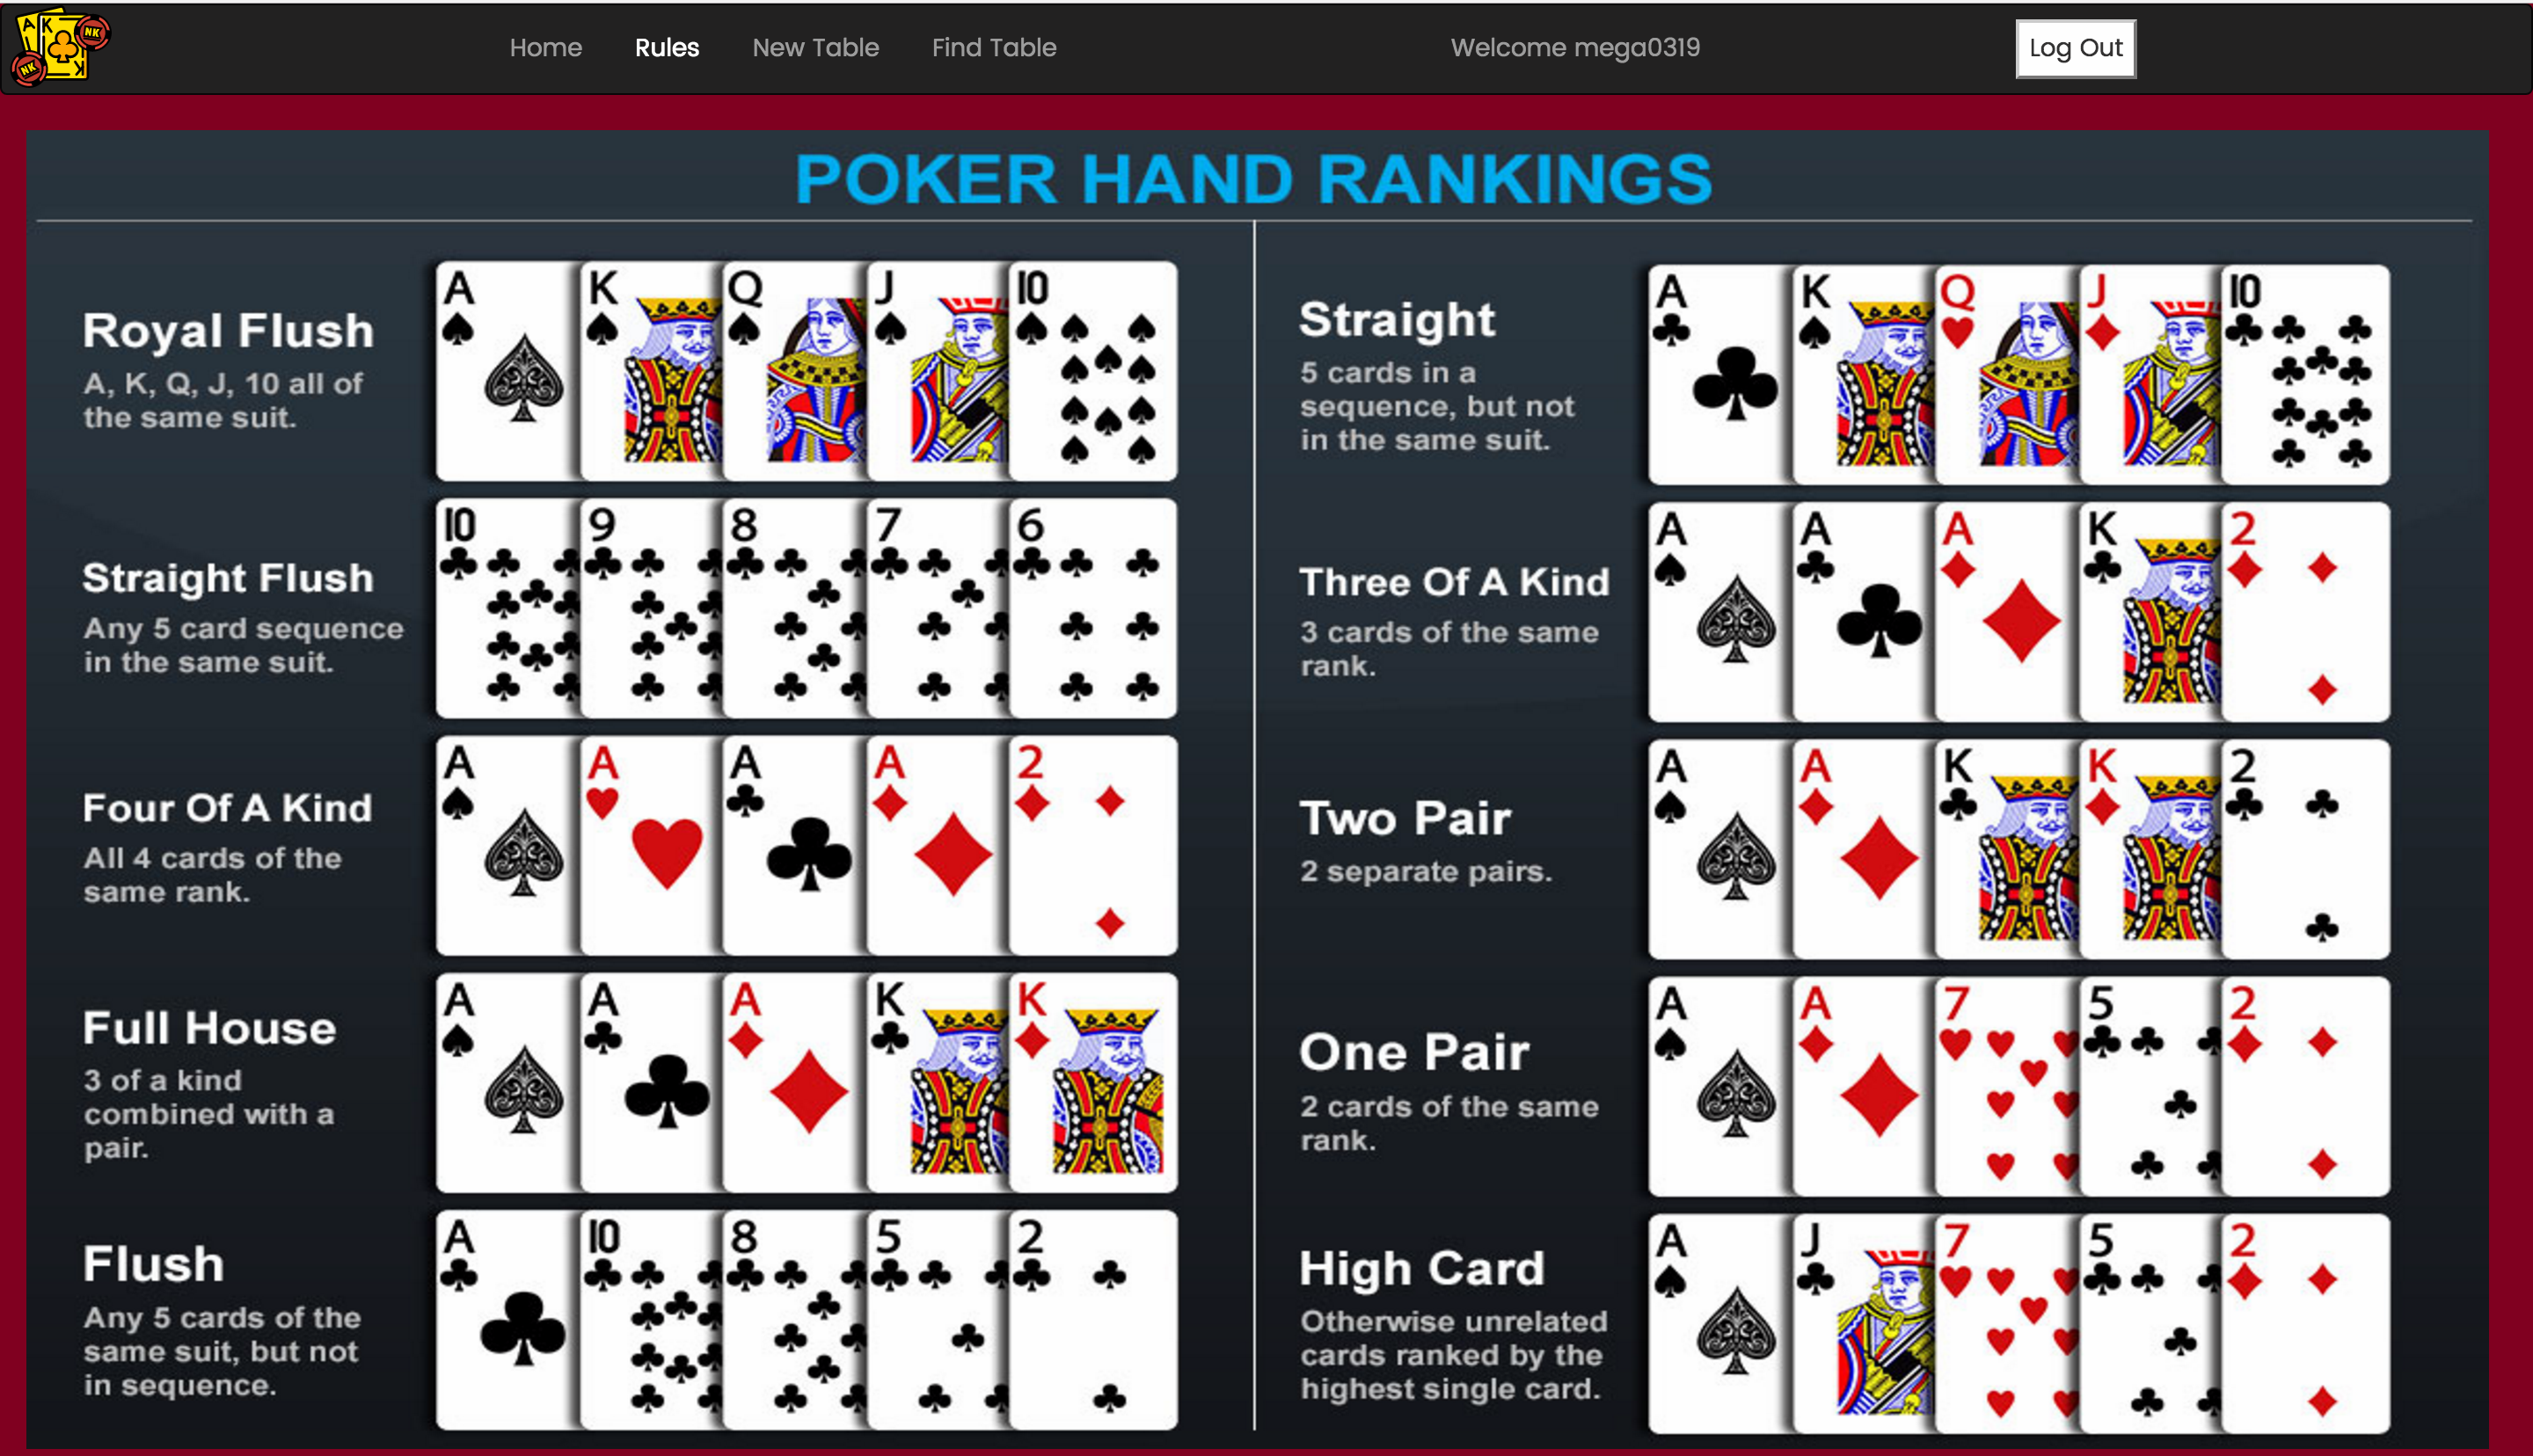 A K NK
NK K
Home Rules New Table Find Table Welcome mega0319 Log Out
POKER HAND RANKINGS
Royal Flush
A, K, Q, J, 10 all of
the same suit.
A K Q J 10
Straight Flush
Any 5 card sequence
in the same suit.
10 9 8 7 6
Four Of A Kind
All 4 cards of the
same rank.
A A A A 2
Full House
3 of a kind
combined with a
pair.
A A A K K
Flush
Any 5 cards of the
same suit, but not
in sequence.
A 10 8 5 2
Straight
5 cards in a
sequence, but not
in the same suit.
A K Q J 10
Three Of A Kind
3 cards of the same
rank.
A A A K 2
Two Pair
2 separate pairs.
A A K K 2
One Pair
2 cards of the same
rank.
A A 7 5 2
High Card
Otherwise unrelated
cards ranked by the
highest single card.
A J 7 5 2